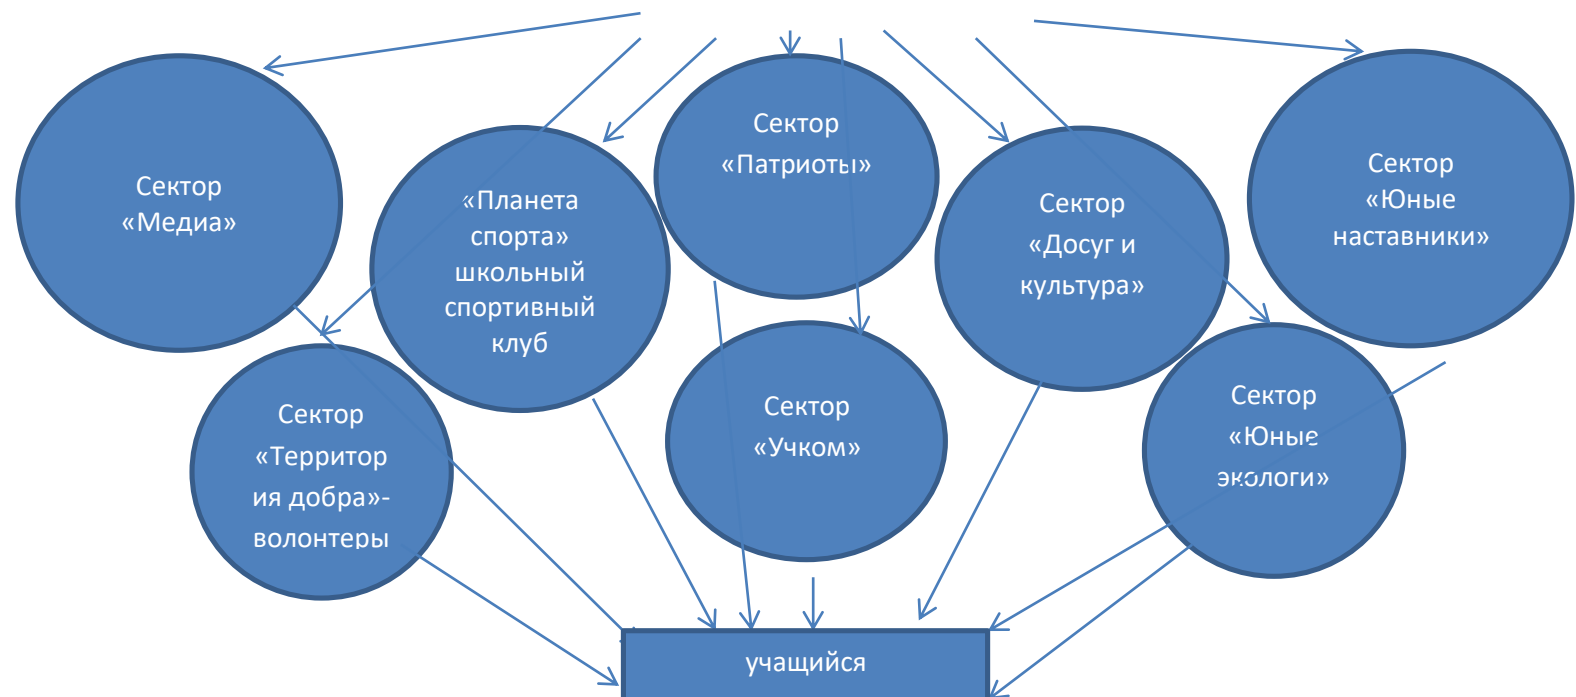 Сектор
«Медиа»
«Планета
спорта»
школьный
спортивный
клуб
Сектор
«Патриоты»
Сектор
«Досуг и
культура»
Сектор
«Юные
наставники»
Сектор
«Территор
ия добра»-
волонтеры
Сектор
«Учком»
Сектор
«Юные
экологи»
учащийся